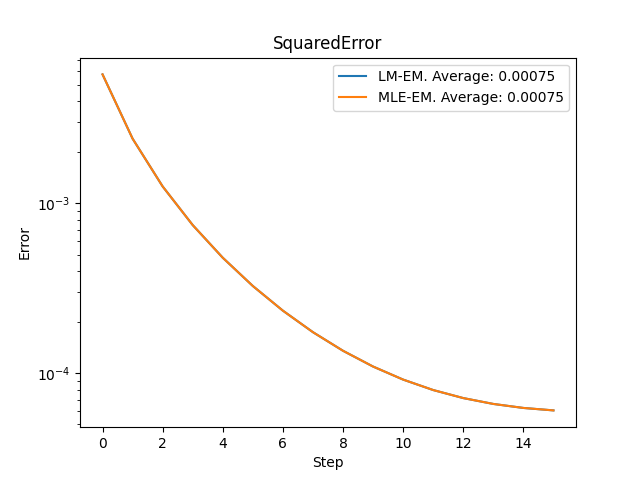 SquaredError
LM-EM. Average: 0.00075
MLE-EM. Average: 0.00075
Error
10⁻³
10⁻⁴
0 2 4 6 8 10 12 14
Step